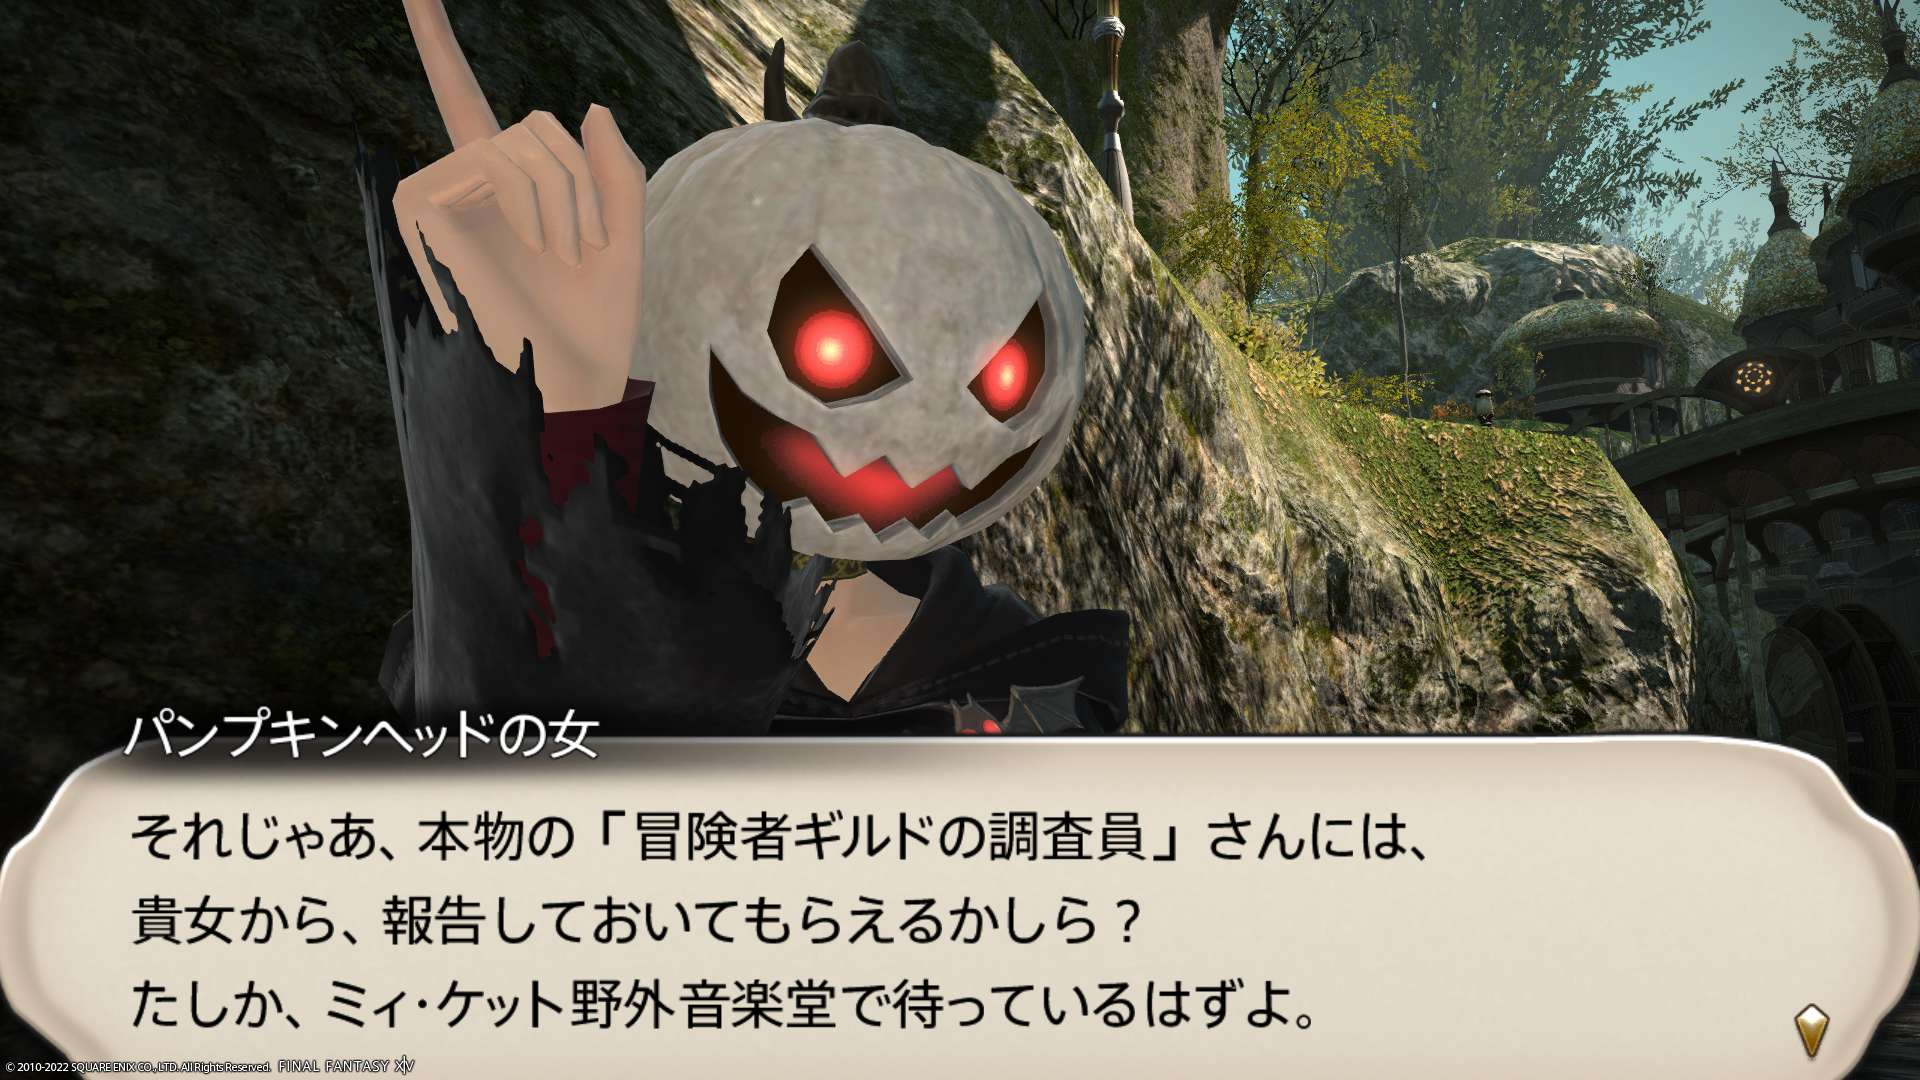 パンプキンヘッドの女
それじゃあ、本物の「冒険者ギルドの調査員」さんには、
貴女から、報告しておいてもらえるかしら？
たしか、ミィ・ケット野外音楽堂で待っているはずよ。
© 2010-2022 SQUARE ENIX CO., LTD. All Rights Reserved. FINAL FANTASY XIV